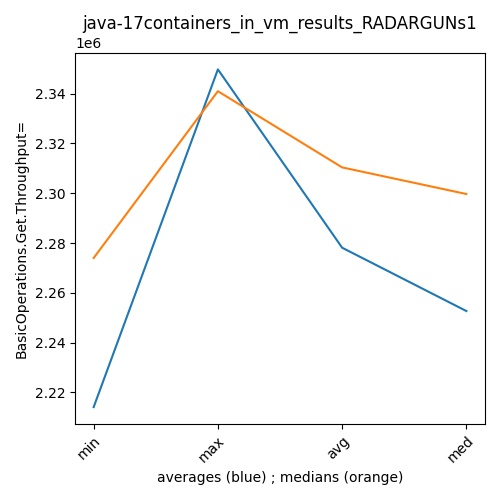 java-17containers_in_vm_results_RADARGUNs1
1e6
2.34
2.32
2.30
2.28
2.26
2.24
2.22
BasicOperations.Get.Throughput=
min
max
avg
med
averages (blue) ; medians (orange)